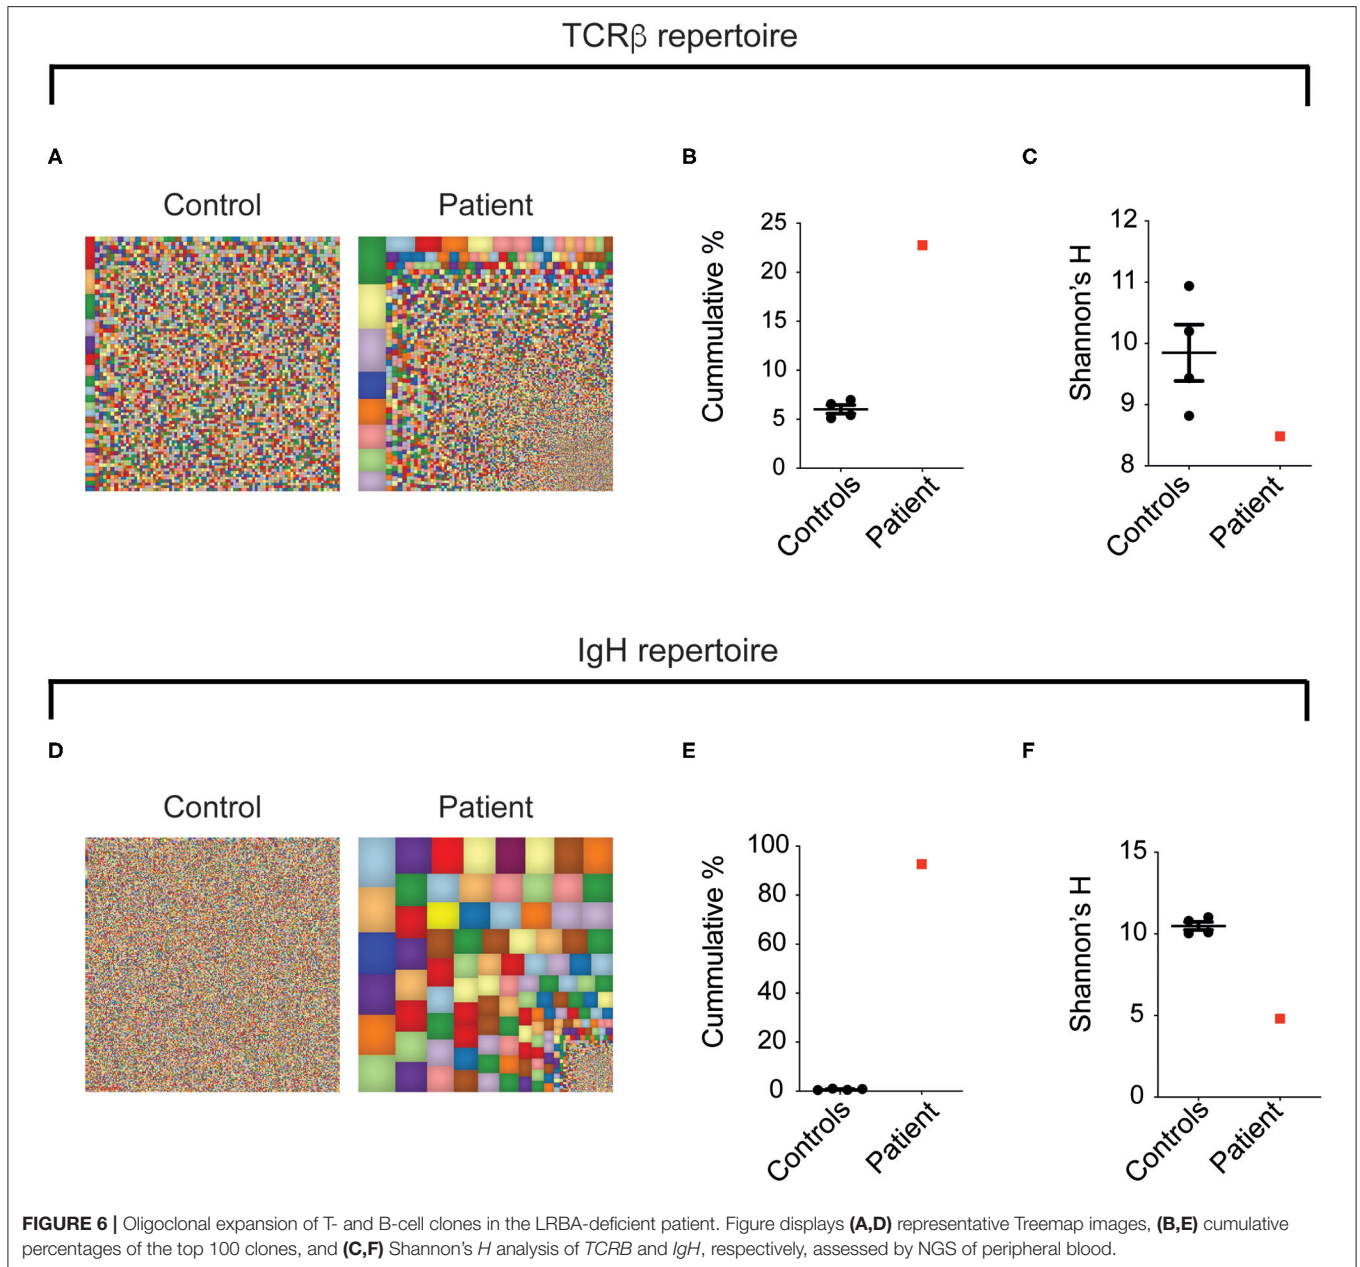 TCRβ repertoire
A
B
C
Control
Patient
Cummulative %
25
20
15
10
5
0
Controls
Patient
Shannon's H
12
11
10
9
8
Controls
Patient
IgH repertoire
D
E
F
Control
Patient
Cummulative %
100
80
60
40
20
0
Controls
Patient
Shannon's H
15
10
5
0
Controls
Patient
FIGURE 6 | Oligoclonal expansion of T- and B-cell clones in the LRBA-deficient patient. Figure displays (A,D) representative Treemap images, (B,E) cumulative
percentages of the top 100 clones, and (C,F) Shannon's H analysis of TCRB and IgH, respectively, assessed by NGS of peripheral blood.